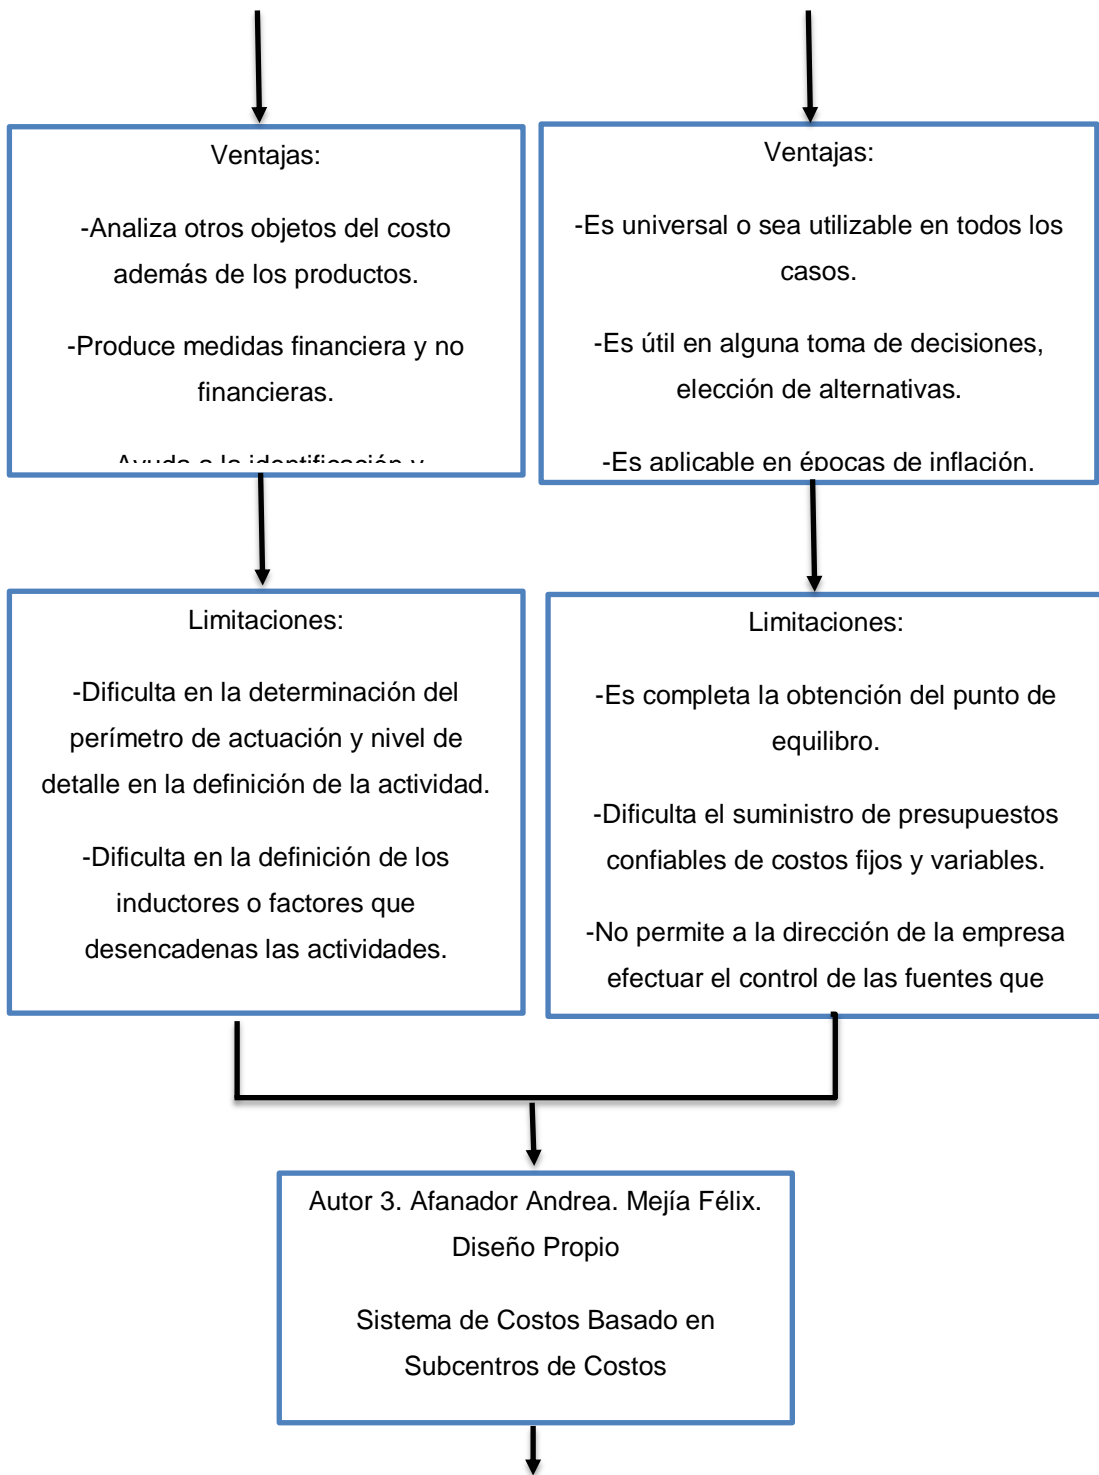 Ventajas:
-Analiza otros objetos del costo
además de los productos.
-Produce medidas financiera y no
financieras.
Ayuda a la identificación y
Ventajas:
-Es universal o sea utilizable en todos los
casos.
-Es útil en alguna toma de decisiones,
elección de alternativas.
-Es aplicable en épocas de inflación.
Limitaciones:
-Dificulta en la determinación del
perímetro de actuación y nivel de
detalle en la definición de la actividad.
-Dificulta en la definición de los
inductores o factores que
desencadenas las actividades.
Limitaciones:
-Es completa la obtención del punto de
equilibro.
-Dificulta el suministro de presupuestos
confiables de costos fijos y variables.
-No permite a la dirección de la empresa
efectuar el control de las fuentes que
Autor 3. Afanador Andrea. Mejía Félix.
Diseño Propio
Sistema de Costos Basado en
Subcentros de Costos